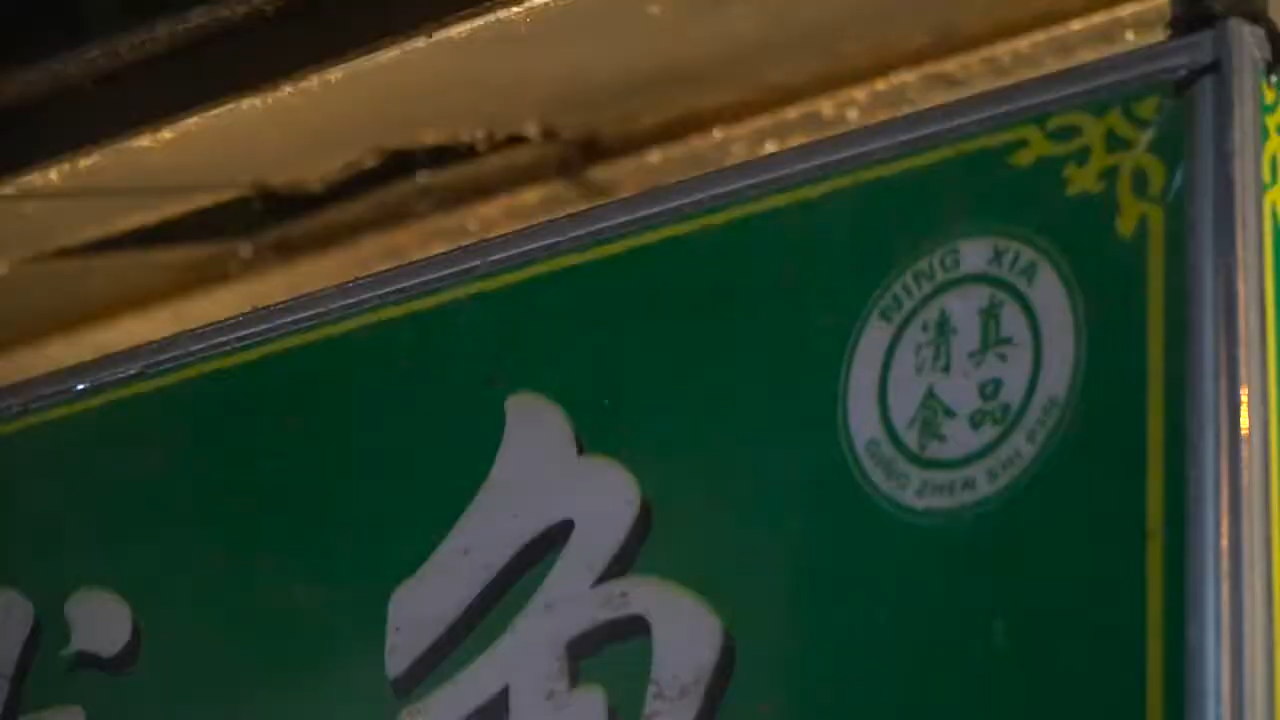 NING XIA
清真
食品
QING ZHEN SHI PIN